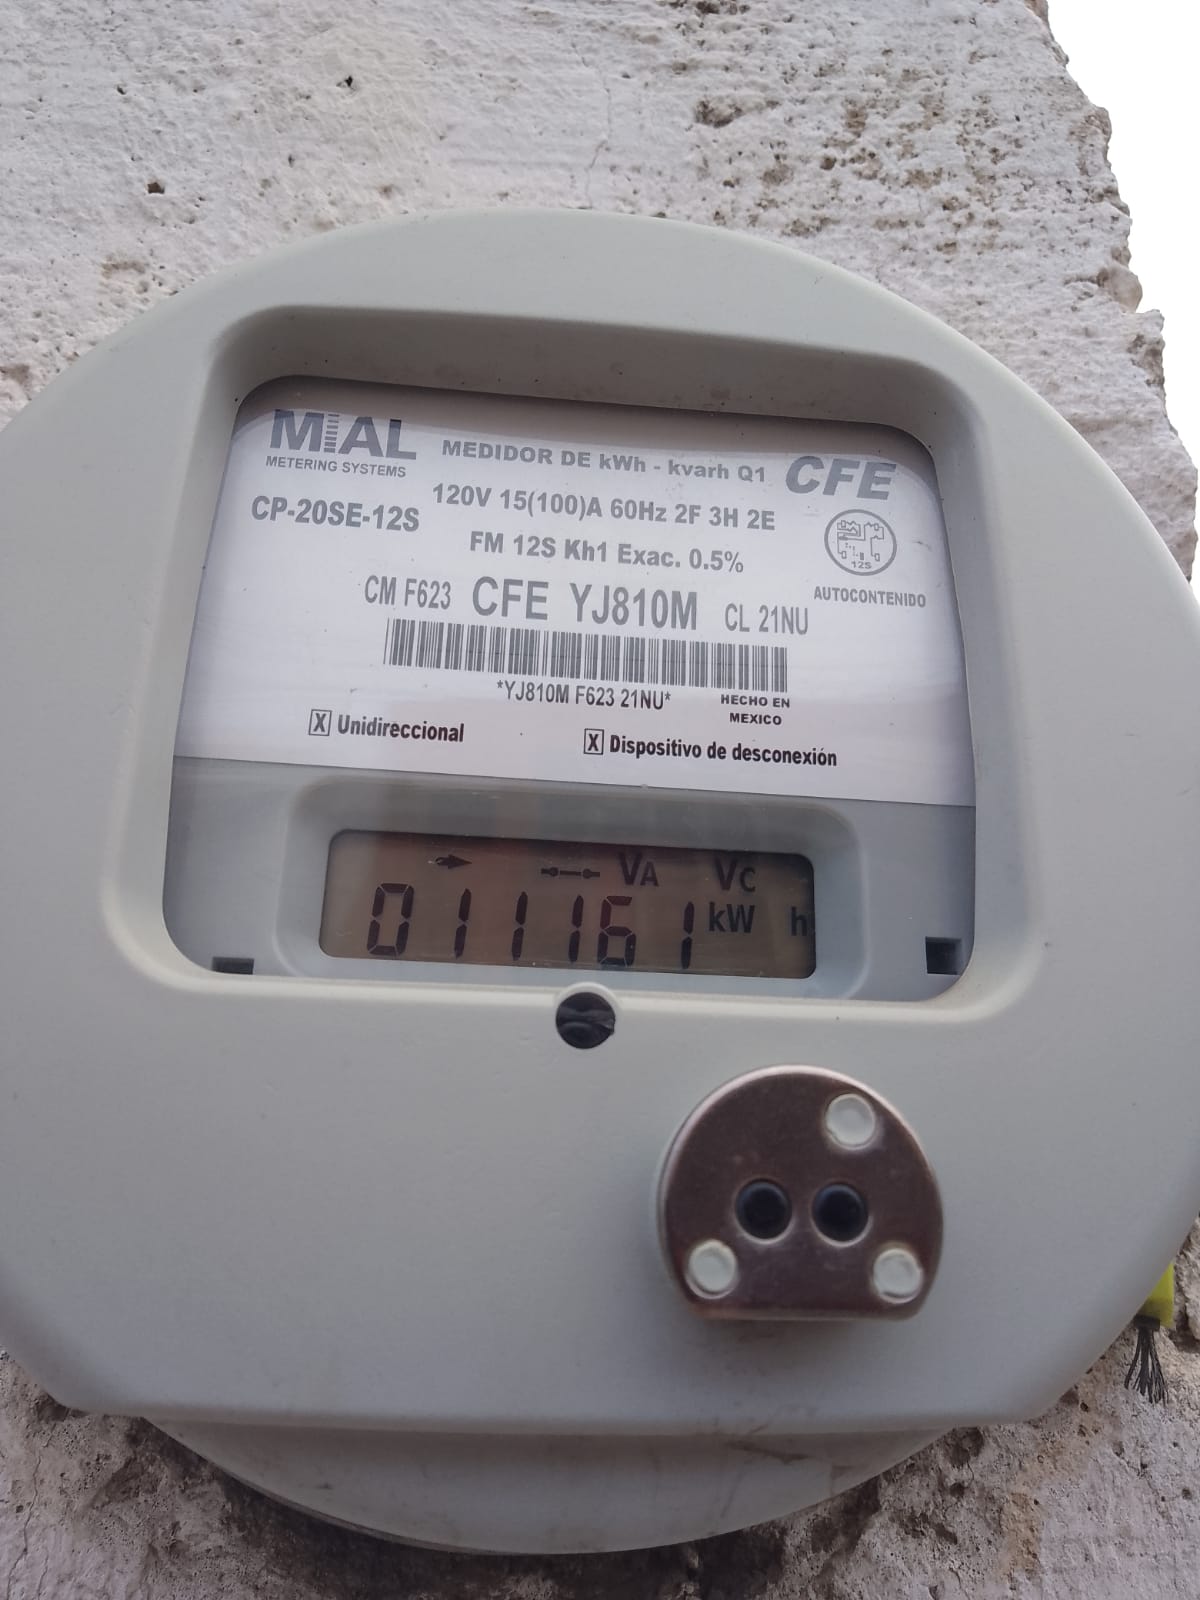 MIAL
METERING SYSTEMS
MEDIDOR DE kWh - kvarh Q1
CFE
CP-20SE-12S
120V 15(100)A 60Hz 2F 3H 2E
FM 12S Kh1 Exac. 0.5%
12S
AUTOCONTENIDO
CM F623 CFE YJ810M CL 21NU
*YJ810M F623 21NU*
HECHO EN
MEXICO
X Unidireccional
X Dispositivo de desconexión
VA VC
011161 kW h